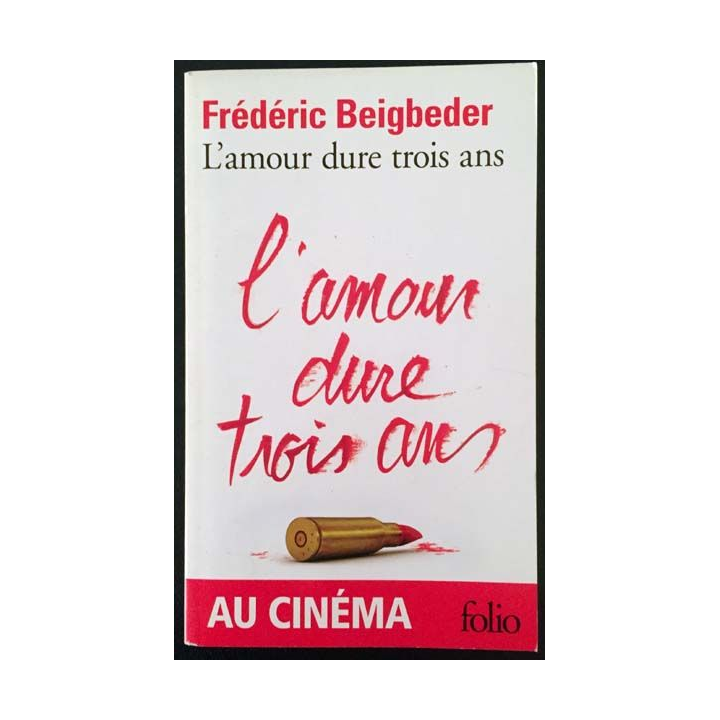 Frédéric Beigbeder
L'amour dure trois ans
l'amour
dure
trois ans
AU CINÉMA
folio